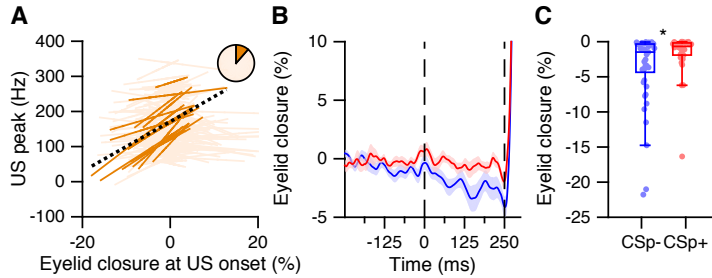 A
US peak (Hz)
400
300
200
100
0
-100
-20
0
20
Eyelid closure at US onset (%)
B
Eyelid closure (%)
10
5
0
-5
-125
0
125
250
Time (ms)
C
Eyelid closure (%)
0
-5
-10
-15
-20
-25
*
CSp- CSp+